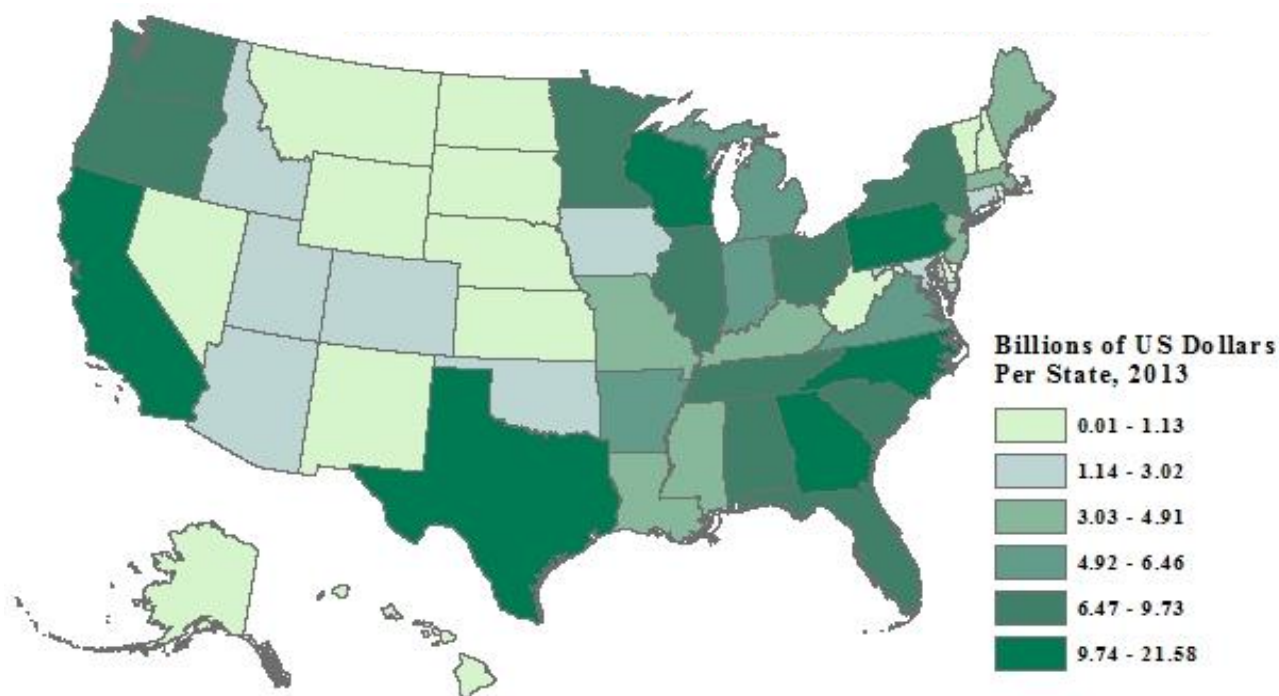 Billions of US Dollars
Per State, 2013
0.01 - 1.13
1.14 - 3.02
3.03 - 4.91
4.92 - 6.46
6.47 - 9.73
9.74 - 21.58